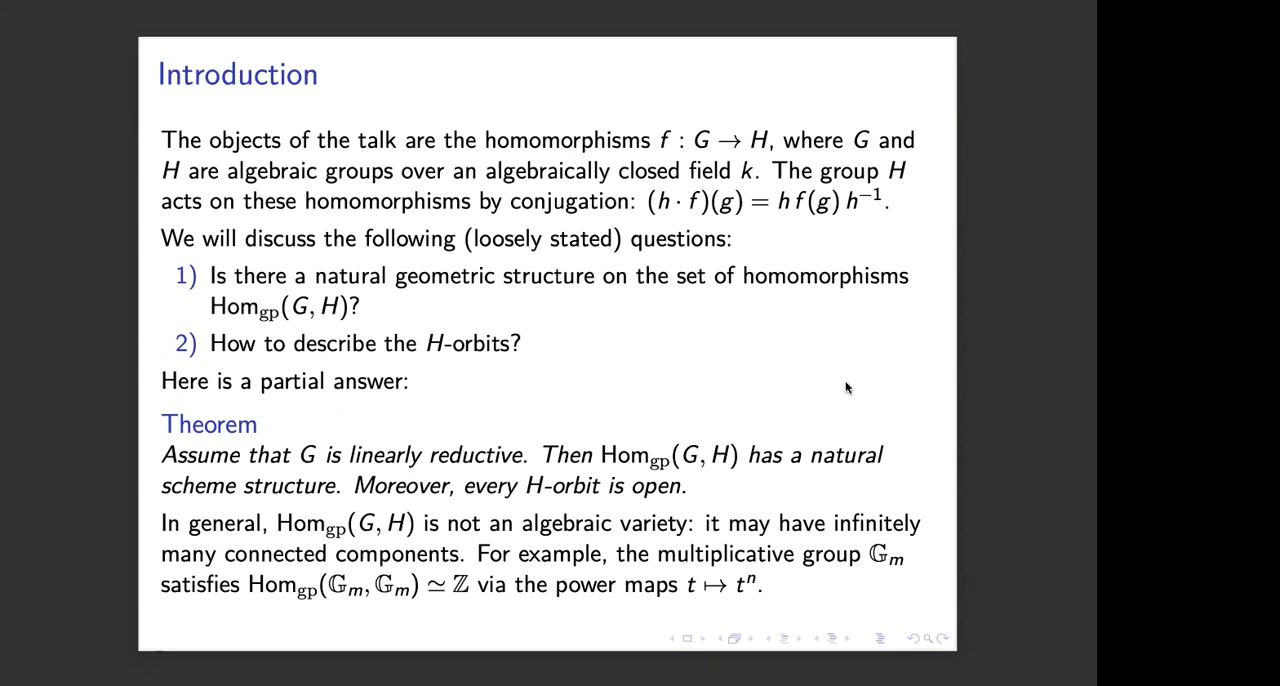 Introduction
The objects of the talk are the homomorphisms f : G → H, where G and
H are algebraic groups over an algebraically closed field k. The group H
acts on these homomorphisms by conjugation: (h · f)(g) = h f(g) h⁻¹.
We will discuss the following (loosely stated) questions:
1) Is there a natural geometric structure on the set of homomorphisms
Hom_gp(G, H)?
2) How to describe the H-orbits?
Here is a partial answer:
Theorem
Assume that G is linearly reductive. Then Hom_gp(G, H) has a natural
scheme structure. Moreover, every H-orbit is open.
In general, Hom_gp(G, H) is not an algebraic variety: it may have infinitely
many connected components. For example, the multiplicative group 𝔾_m
satisfies Hom_gp(𝔾_m, 𝔾_m) ≃ ℤ via the power maps t ↦ tⁿ.